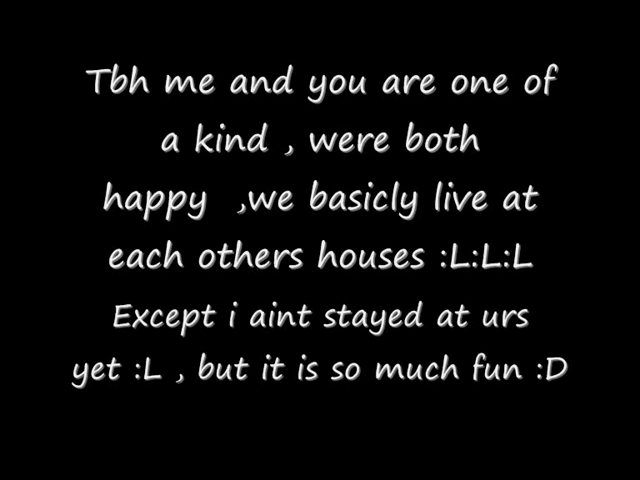 Tbh me and you are one of
a kind , were both
happy  ,we basicly live at
each others houses :L:L:L
Except i aint stayed at urs
yet :L , but it is so much fun :D